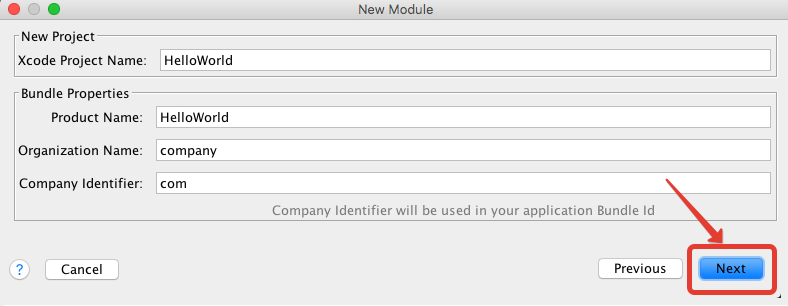 New Module
New Project
Xcode Project Name: HelloWorld
Bundle Properties
Product Name: HelloWorld
Organization Name: company
Company Identifier: com
Company Identifier will be used in your application Bundle Id
? Cancel Previous Next